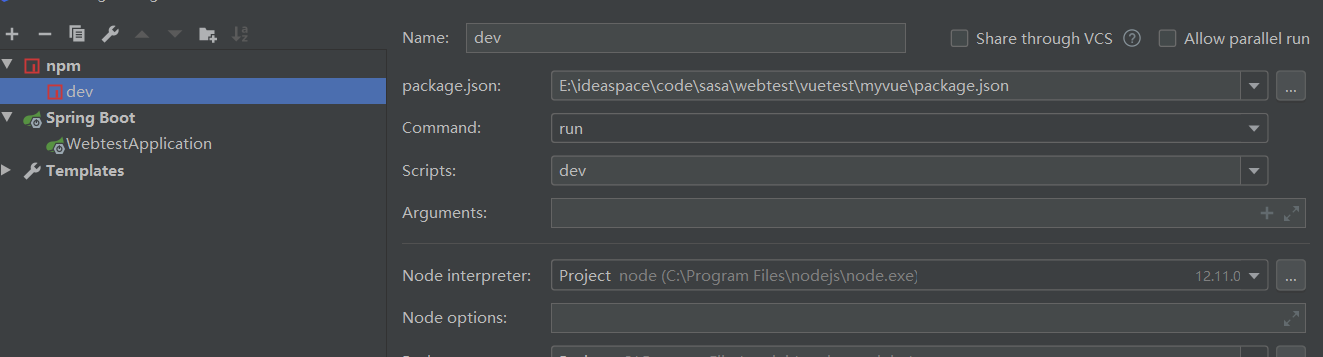 Name: dev Share through VCS ? Allow parallel run
npm
dev
Spring Boot
WebtestApplication
Templates
package.json: E:\ideaspace\code\sasa\webtest\vuetest\myvue\package.json ...
Command: run
Scripts: dev
Arguments:
Node interpreter: Project node (C:\Program Files\nodejs\node.exe) 12.11.0 ...
Node options: